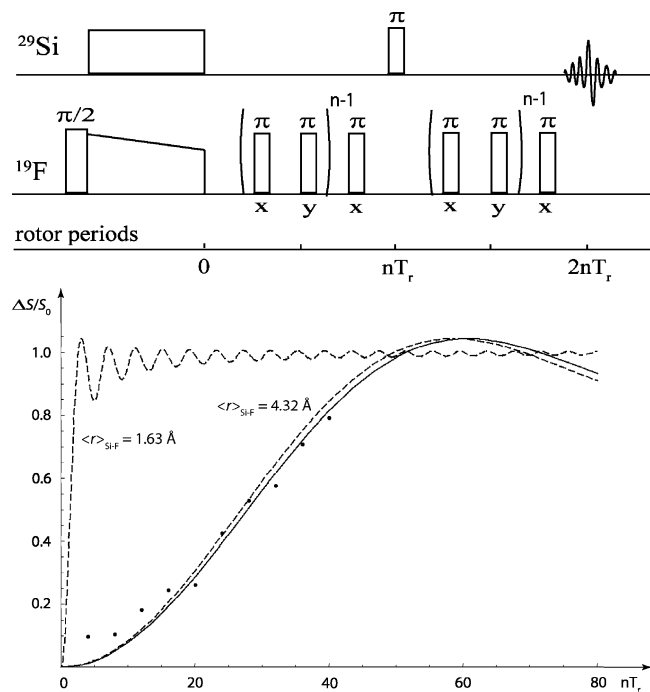 ²⁹Si π
π/2 n-1 n-1
π π π π π π
¹⁹F
x y x x y x
rotor periods
0 nTᵣ 2nTᵣ
ΔS/S₀
1.0
<r>Si-F = 4.32 Å
0.8
<r>Si-F = 1.63 Å
0.6
0.4
0.2
0 20 40 60 80 nTᵣ